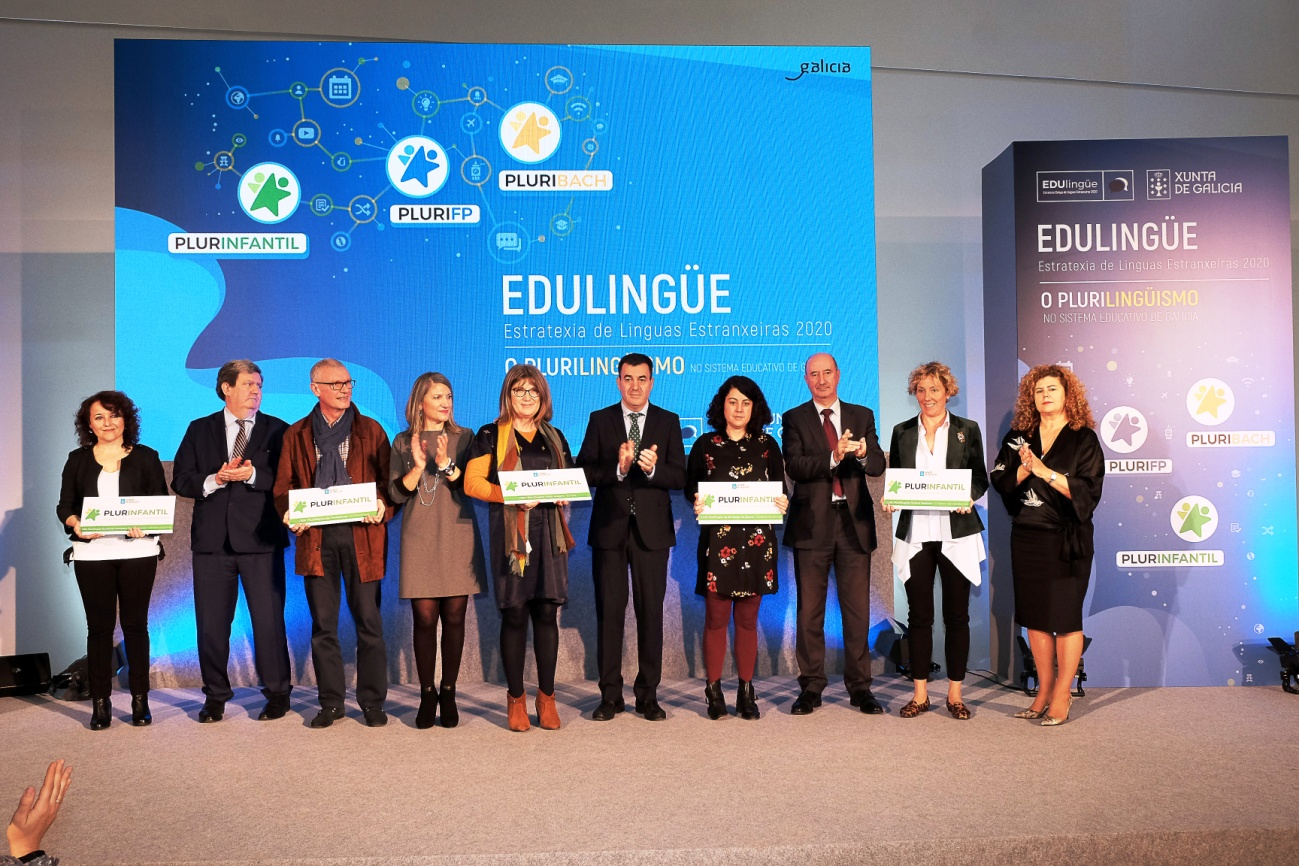 galicia
PLURIBACH
PLURIFP
PLURINFANTIL
EDULINGÜE
Estratexia de Linguas Estranxeiras 2020
O PLURILINGÜISMO NO SISTEMA EDUCATIVO DE
EDUlingüe
XUNTA
DE GALICIA
EDULINGÜE
Estratexia de Linguas Estranxeiras 2020
O PLURILINGÜISMO
NO SISTEMA EDUCATIVO DE GALICIA
PLURIBACH
PLURIFP
PLURINFANTIL
PLURINFANTIL
PLURINFANTIL
PLURINFANTIL
PLURINFANTIL
PLURINFANTIL